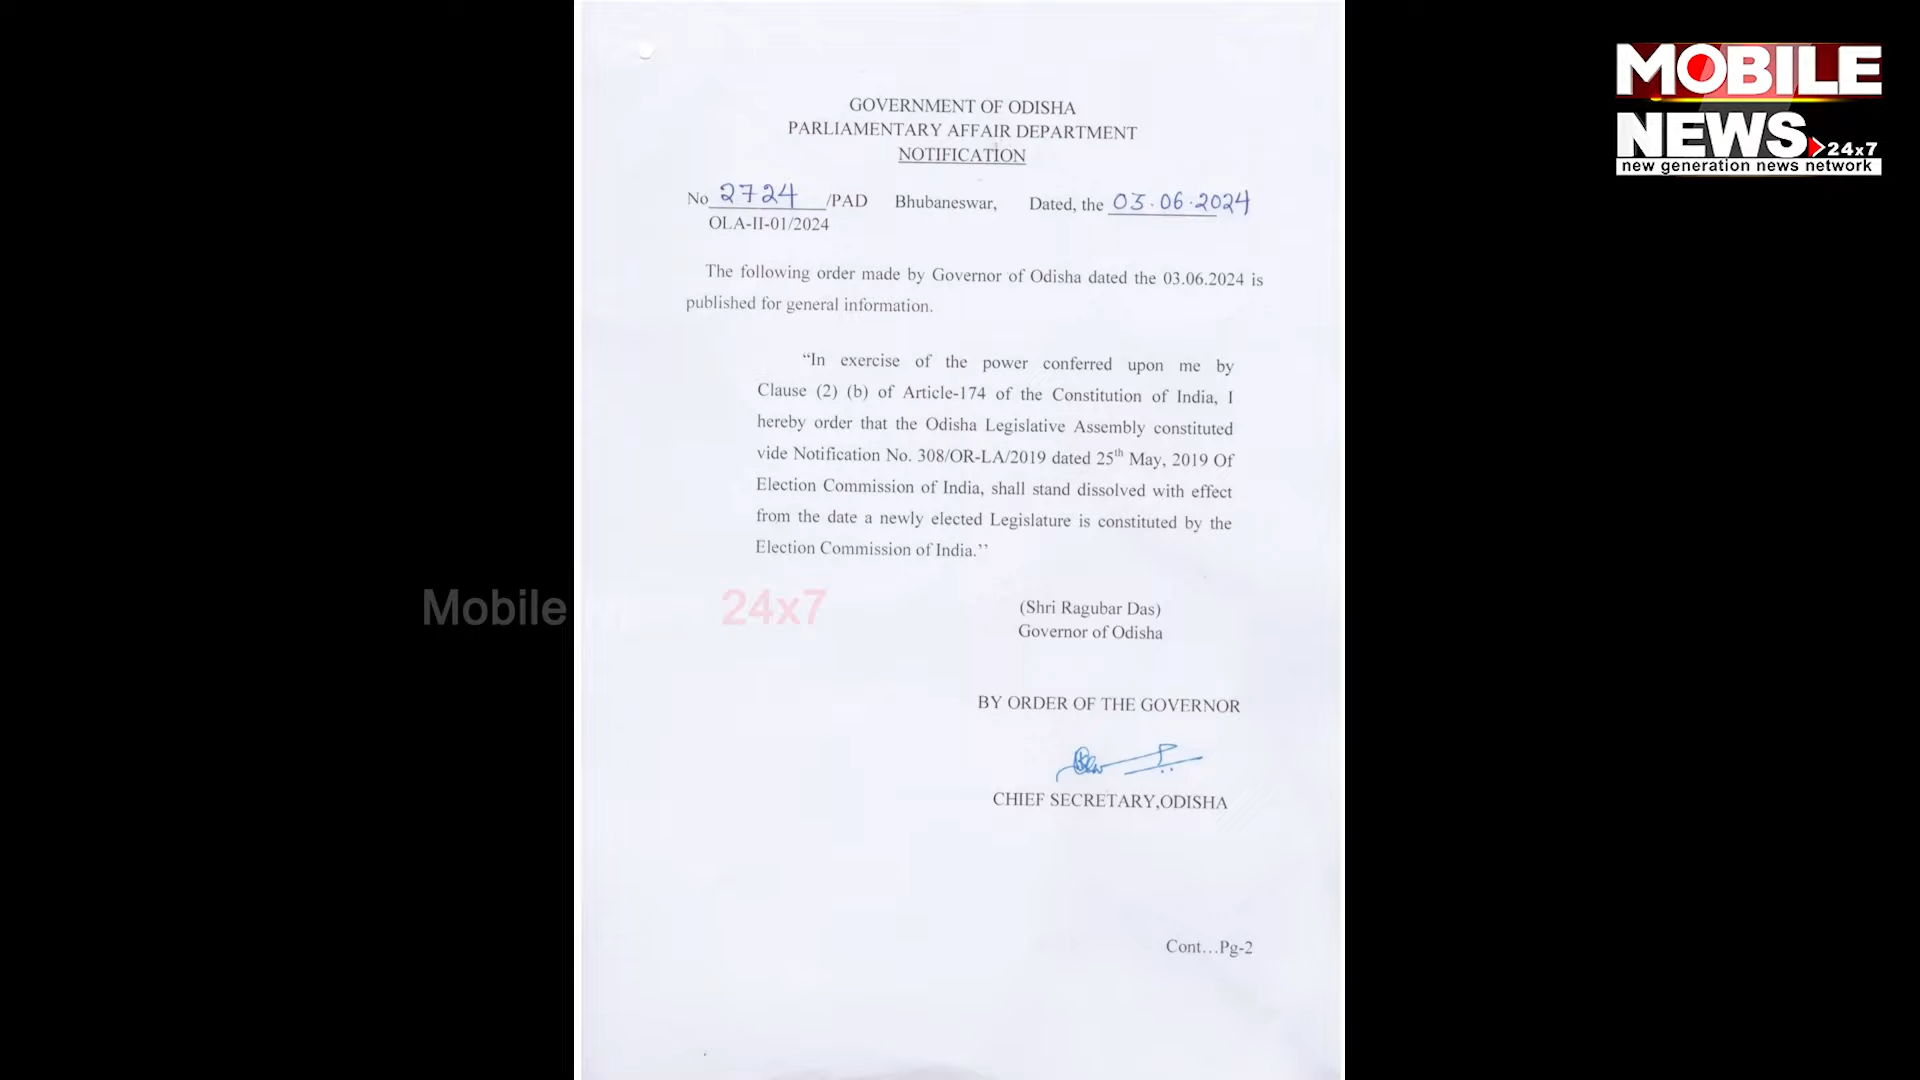 MOBILE
NEWS 24x7
new generation news network
GOVERNMENT OF ODISHA
PARLIAMENTARY AFFAIR DEPARTMENT
NOTIFICATION
No 2724 /PAD Bhubaneswar, Dated, the 03.06.2024
OLA-II-01/2024
The following order made by Governor of Odisha dated the 03.06.2024 is
published for general information.
“In exercise of the power conferred upon me by
Clause (2) (b) of Article-174 of the Constitution of India, I
hereby order that the Odisha Legislative Assembly constituted
vide Notification No. 308/OR-LA/2019 dated 25th May, 2019 Of
Election Commission of India, shall stand dissolved with effect
from the date a newly elected Legislature is constituted by the
Election Commission of India.’’
Mobile 24x7
(Shri Ragubar Das)
Governor of Odisha
BY ORDER OF THE GOVERNOR
CHIEF SECRETARY,ODISHA
Cont…Pg-2